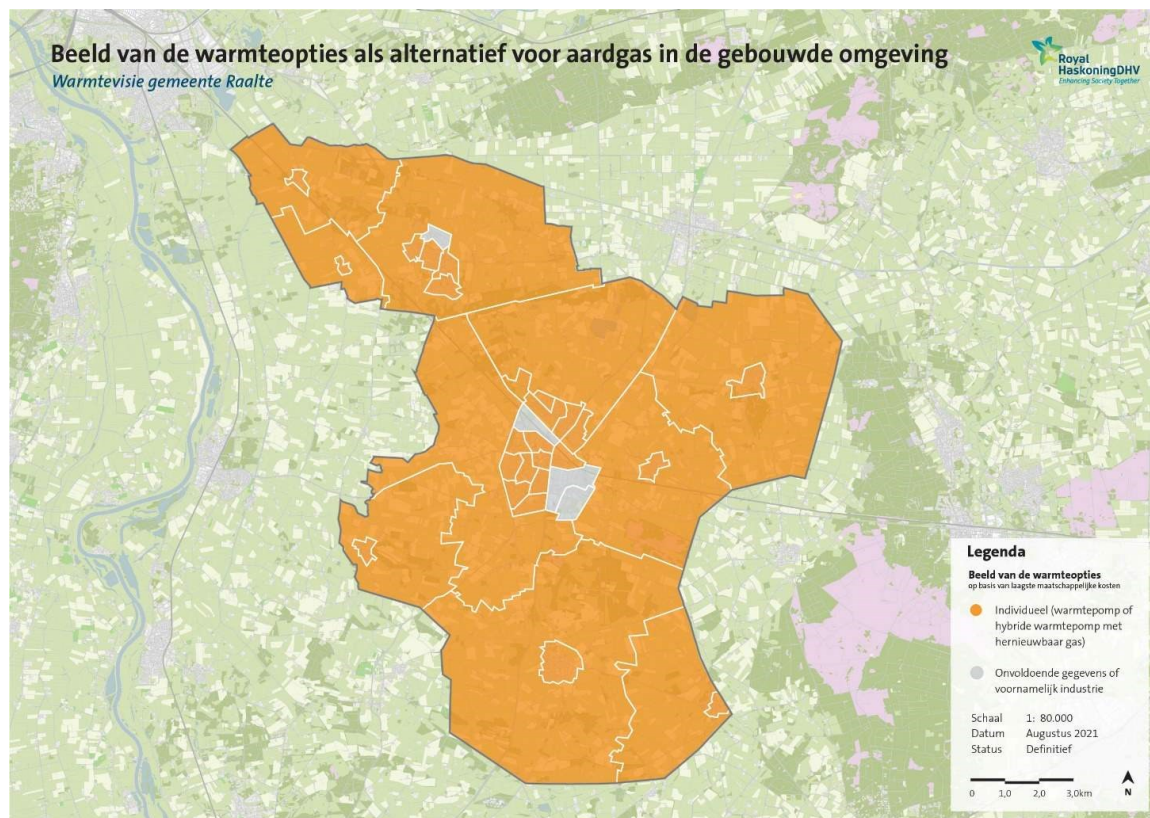 Beeld van de warmteopties als alternatief voor aardgas in de gebouwde omgeving
Warmtevisie gemeente Raalte
Royal
HaskoningDHV
Enhancing Society Together
Legenda
Beeld van de warmteopties
op basis van laagste maatschappelijke kosten
Individueel (warmtepomp of
hybride warmtepomp met
hernieuwbaar gas)
Onvoldoende gegevens of
voornamelijk industrie
Schaal 1: 80.000
Datum Augustus 2021
Status Definitief
0 1,0 2,0 3,0km
N